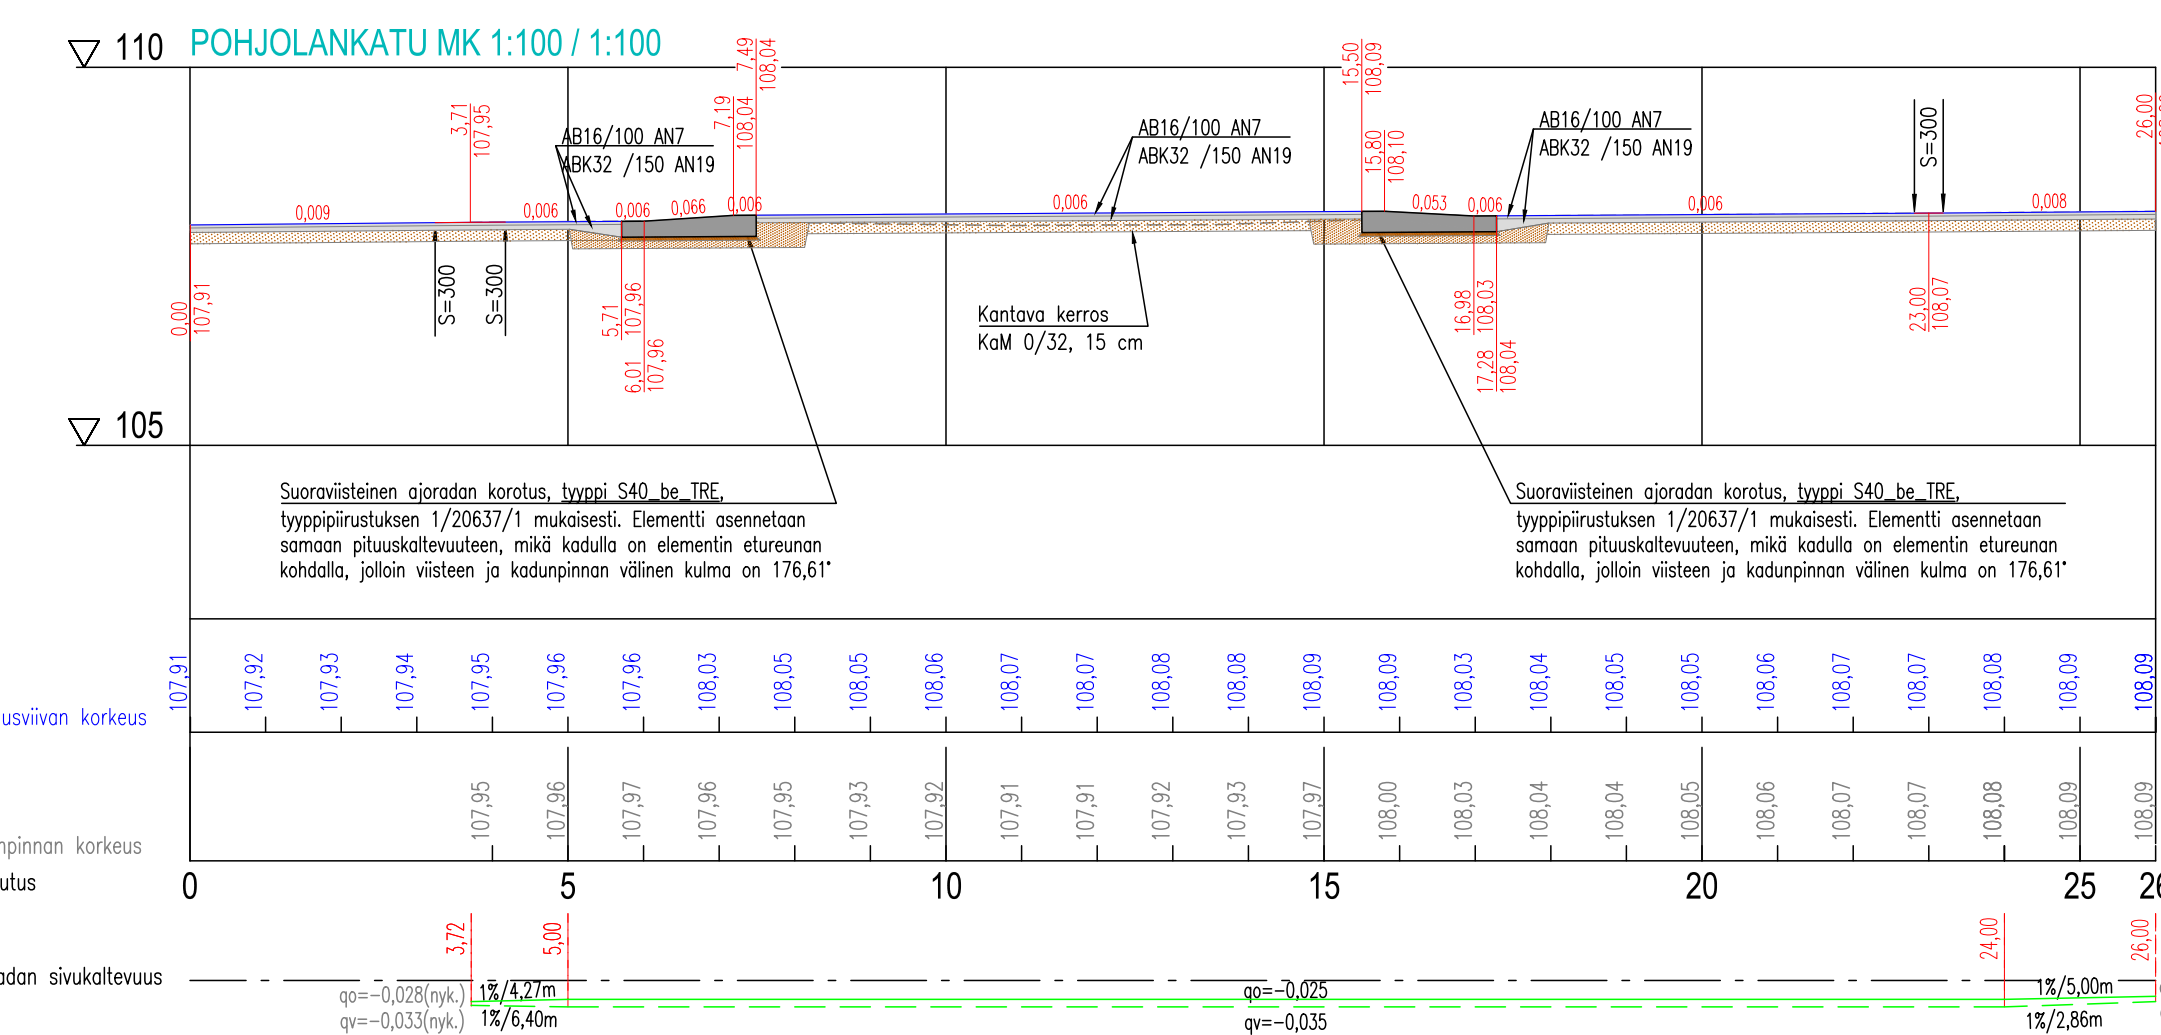 110 POHJOLANKATU MK 1:100 / 1:100
7,49
108,04
15,50
108,09
3,71
107,95
7,19
108,04
15,80
108,10
26,00
AB16/100 AN7
ABK32 /150 AN19
AB16/100 AN7
ABK32 /150 AN19
AB16/100 AN7
ABK32 /150 AN19
S=300
0,009 0,006 0,006 0,066 0,006 0,006 0,053 0,006 0,006 0,008
0,00
107,91
S=300
S=300
5,71
107,96
6,01
107,96
Kantava kerros
KaM 0/32, 15 cm
16,98
108,03
17,28
108,04
23,00
108,07
105
Suoraviisteinen ajoradan korotus, tyyppi S40_be_TRE,
tyyppipiirustuksen 1/20637/1 mukaisesti. Elementti asennetaan
samaan pituuskaltevuuteen, mikä kadulla on elementin etureunan
kohdalla, jolloin viisteen ja kadunpinnan välinen kulma on 176,61°
Suoraviisteinen ajoradan korotus, tyyppi S40_be_TRE,
tyyppipiirustuksen 1/20637/1 mukaisesti. Elementti asennetaan
samaan pituuskaltevuuteen, mikä kadulla on elementin etureunan
kohdalla, jolloin viisteen ja kadunpinnan välinen kulma on 176,61°
usviivan korkeus 107,91 107,92 107,93 107,94 107,95 107,96 107,96 108,03 108,05 108,05 108,06 108,07 108,07 108,08 108,08 108,09 108,09 108,03 108,04 108,05 108,05 108,06 108,07 108,07 108,08 108,09 108,09
npinnan korkeus 107,95 107,96 107,97 107,96 107,95 107,93 107,92 107,91 107,91 107,92 107,93 107,97 108,00 108,03 108,04 108,04 108,05 108,06 108,07 108,07 108,08 108,09 108,09
utus 0 5 10 15 20 25 26
3,72 5,00 24,00 26,00
adan sivukaltevuus
qo=-0,028(nyk.) 1%/4,27m qo=-0,025 1%/5,00m
qv=-0,033(nyk.) 1%/6,40m qv=-0,035 1%/2,86m